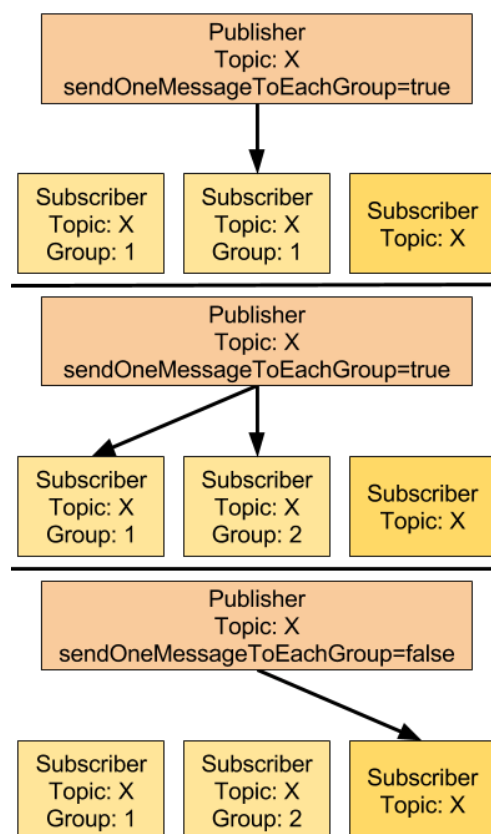 Publisher
Topic: X
sendOneMessageToEachGroup=true
Subscriber
Topic: X
Group: 1
Subscriber
Topic: X
Group: 1
Subscriber
Topic: X
Publisher
Topic: X
sendOneMessageToEachGroup=true
Subscriber
Topic: X
Group: 1
Subscriber
Topic: X
Group: 2
Subscriber
Topic: X
Publisher
Topic: X
sendOneMessageToEachGroup=false
Subscriber
Topic: X
Group: 1
Subscriber
Topic: X
Group: 2
Subscriber
Topic: X